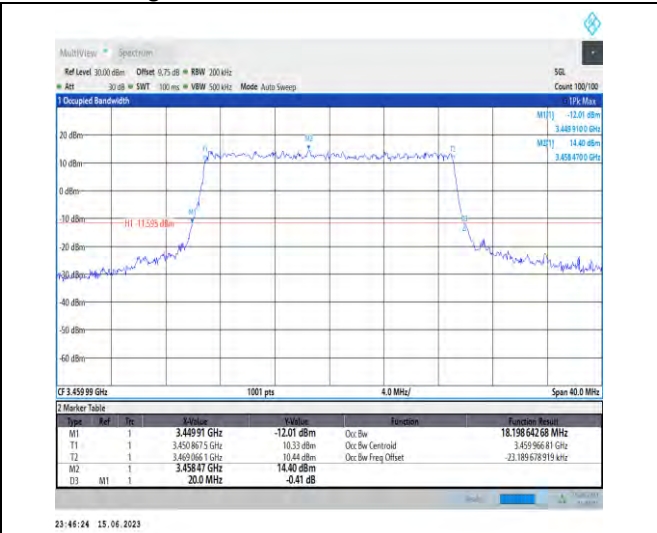 MultiView Spectrum
Ref Level 30.00 dBm Offset 9.75 dB RBW 200 kHz SGL
Att 30 dB SWT 100 ms VBW 500 kHz Mode Auto Sweep Count 100/100
1 Occupied Bandwidth 1Pk Max
M1[1] -12.01 dBm
3.449 9100 GHz
M2[1] 14.40 dBm
3.458 4700 GHz
20 dBm
T1 M2 T2
10 dBm
0 dBm
-10 dBm
M1
H1 -11.595 dBm
-20 dBm
-30 dBm
-40 dBm
-50 dBm
-60 dBm
CF 3.459 99 GHz 1001 pts 4.0 MHz/ Span 40.0 MHz
2 Marker Table
Type Ref Trc X-Value Y-Value Function Function Result
M1 1 3.449 91 GHz -12.01 dBm Occ Bw 18.198 642 68 MHz
T1 1 3.450 867 5 GHz 10.33 dBm Occ Bw Centroid 3.459 966 81 GHz
T2 1 3.469 066 1 GHz 10.44 dBm Occ Bw Freq Offset -23.189 678 919 kHz
M2 1 3.458 47 GHz 14.40 dBm
D3 M1 1 20.0 MHz -0.41 dB
23:46:24 15.06.2023